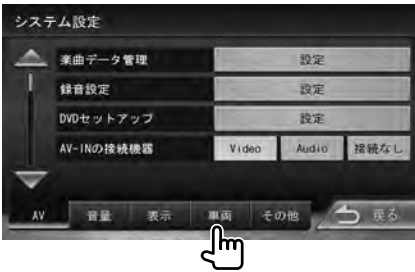 システム設定
楽曲データ管理 設定
録音設定 設定
DVDセットアップ 設定
AV-INの接続機器 Video Audio 接続なし
AV 音量 表示 車両 その他 戻る